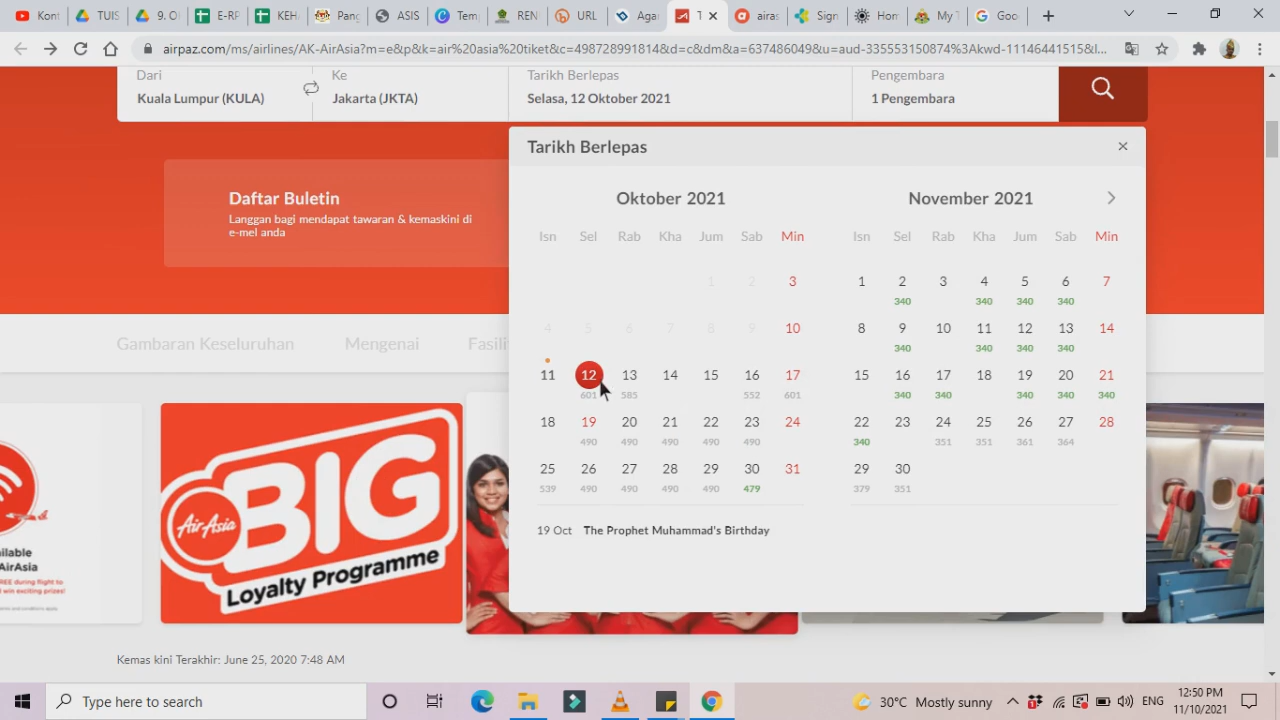 Kont
TUIS
9. O
E-RP
KEH
Pang
ASIS
Temp
REN
URL
Agan
T
airas
Sign
Hom
My T
Goo
airpaz.com/ms/airlines/AK-AirAsia?m=e&p&k=air%20asia%20tiket&c=498728991814&d=c&dm&a=637486049&u=aud-335553150874%3Akwd-11146441515&l...
Dari
Kuala Lumpur (KULA)
Ke
Jakarta (JKTA)
Tarikh Berlepas
Selasa, 12 Oktober 2021
Pengembara
1 Pengembara
Tarikh Berlepas
Daftar Buletin
Langgan bagi mendapat tawaran & kemaskini di
e-mel anda
Oktober 2021
Isn Sel Rab Kha Jum Sab Min
1 2 3
4 5 6 7 8 9 10
11 12 13 14 15 16 17
601 585 552 601
18 19 20 21 22 23 24
490 490 490 490 490
25 26 27 28 29 30 31
539 490 490 490 490 479
19 Oct The Prophet Muhammad's Birthday
November 2021
Isn Sel Rab Kha Jum Sab Min
1 2 3 4 5 6 7
340 340 340 340
8 9 10 11 12 13 14
340 340 340 340
15 16 17 18 19 20 21
340 340 340 340 340
22 23 24 25 26 27 28
340 351 351 361 364
29 30
379 351
Gambaran Keseluruhan
Mengenai
Fasili
ilable
AirAsia
REE during flight to
d win exciting prizes!
AirAsia
BIG
Loyalty Programme
Kemas kini Terakhir: June 25, 2020 7:48 AM
Type here to search
30°C Mostly sunny
ENG
12:50 PM
11/10/2021